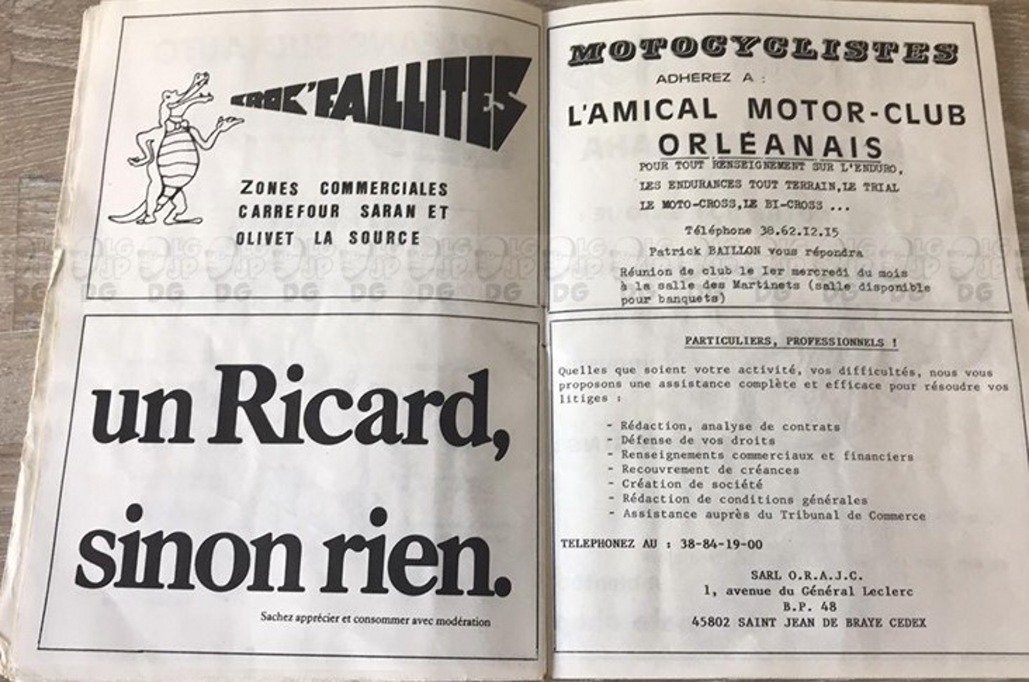 KROK'FAILLITES
ZONES COMMERCIALES
CARREFOUR SARAN ET
OLIVET LA SOURCE
un Ricard,
sinon rien.
Sachez apprécier et consommer avec modération
MOTOCYCLISTES
ADHEREZ A :
L'AMICAL MOTOR-CLUB
ORLÉANAIS
POUR TOUT RENSEIGNEMENT SUR L'ENDURO,
LES ENDURANCES TOUT TERRAIN,LE TRIAL
LE MOTO-CROSS,LE BI-CROSS ...
Téléphone 38.62.12.15
Patrick BAILLON vous répondra
Réunion de club le Ier mercredi du mois
à la salle des Martinets (salle disponible
pour banquets)
PARTICULIERS, PROFESSIONNELS !
Quelles que soient votre activité, vos difficultés, nous vous
proposons une assistance complète et efficace pour résoudre vos
litiges :
- Rédaction, analyse de contrats
- Défense de vos droits
- Renseignements commerciaux et financiers
- Recouvrement de créances
- Création de société
- Rédaction de conditions générales
- Assistance auprès du Tribunal de Commerce
TELEPHONEZ AU : 38-84-19-00
SARL O.R.A.J.C.
1, avenue du Général Leclerc
B.P. 48
45802 SAINT JEAN DE BRAYE CEDEX